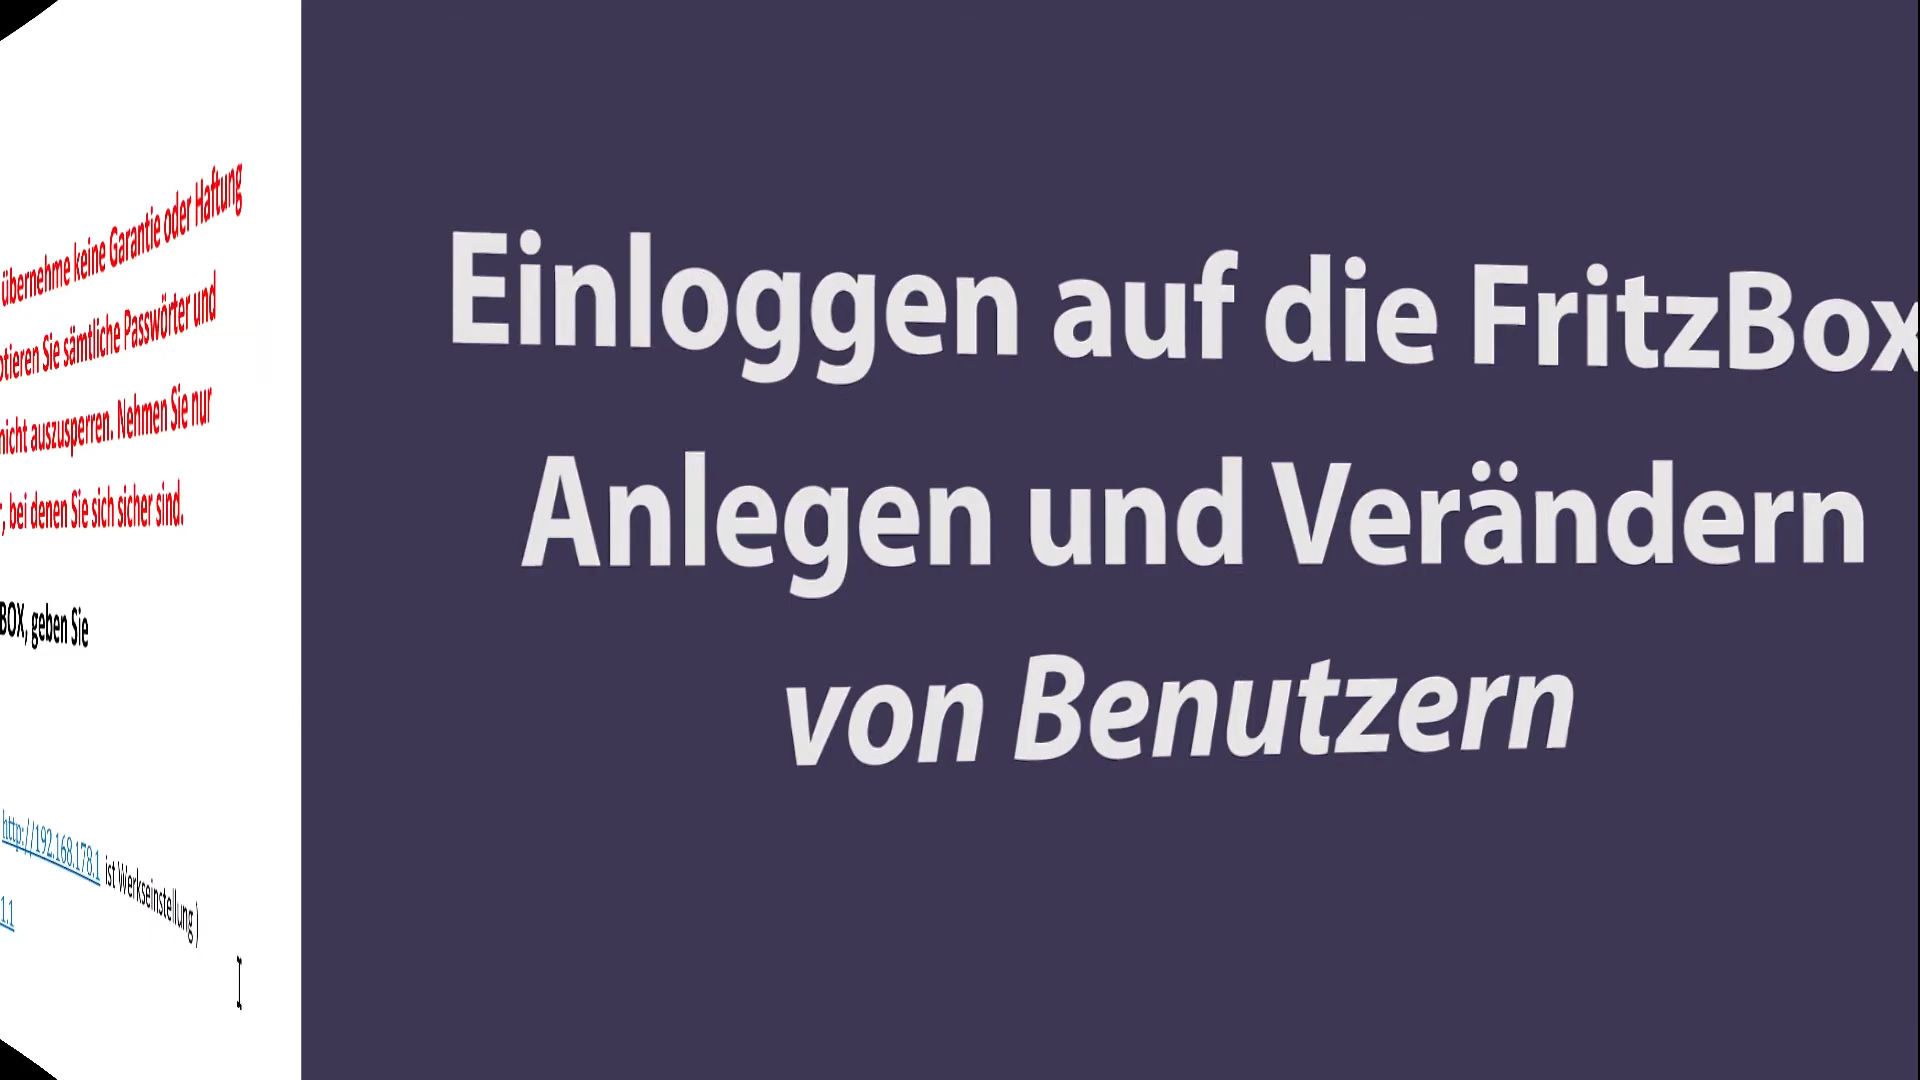 übernehme keine Garantie oder Haftung
Sie sämtliche Passwörter und
nicht auszusperren. Nehmen Sie nur
bei denen Sie sich sicher sind.
BOX, geben Sie
http://192.168.178.1 ist Werkseinstellung )
1.1
Einloggen auf die FritzBox
Anlegen und Verändern
von Benutzern